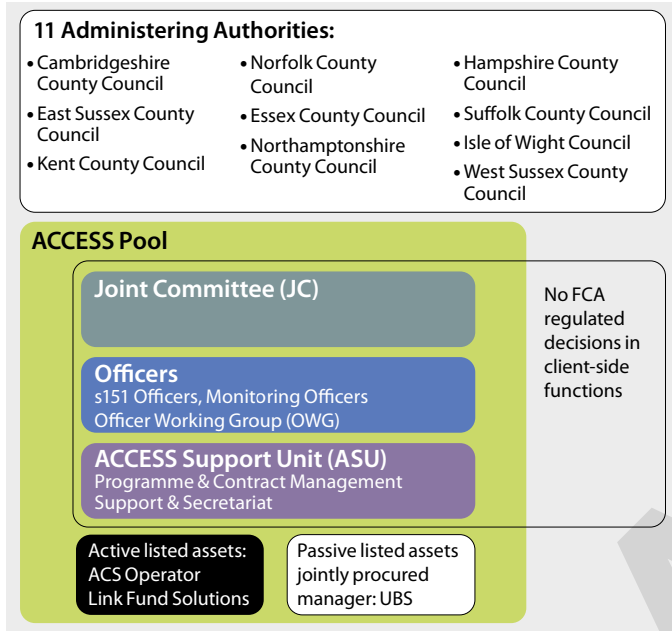 11 Administering Authorities:
• Cambridgeshire
County Council
• East Sussex County
Council
• Kent County Council
• Norfolk County
Council
• Essex County Council
• Northamptonshire
County Council
• Hampshire County
Council
• Suffolk County Council
• Isle of Wight Council
• West Sussex County
Council
ACCESS Pool
Joint Committee (JC)
Officers
s151 Officers, Monitoring Officers
Officer Working Group (OWG)
ACCESS Support Unit (ASU)
Programme & Contract Management
Support & Secretariat
No FCA
regulated
decisions in
client-side
functions
Active listed assets:
ACS Operator
Link Fund Solutions
Passive listed assets
jointly procured
manager: UBS